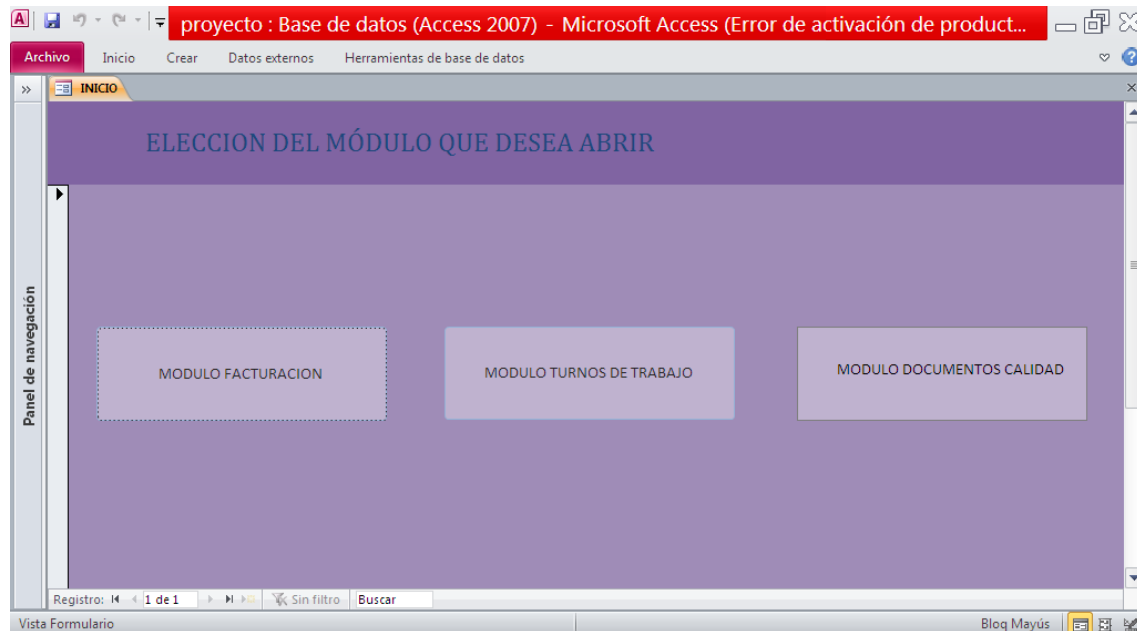 proyecto : Base de datos (Access 2007) - Microsoft Access (Error de activación de product...
Archivo Inicio Crear Datos externos Herramientas de base de datos
INICIO
ELECCION DEL MÓDULO QUE DESEA ABRIR
Panel de navegación
MODULO FACTURACION
MODULO TURNOS DE TRABAJO
MODULO DOCUMENTOS CALIDAD
Registro: 1 de 1 Sin filtro Buscar
Vista Formulario Bloq Mayús